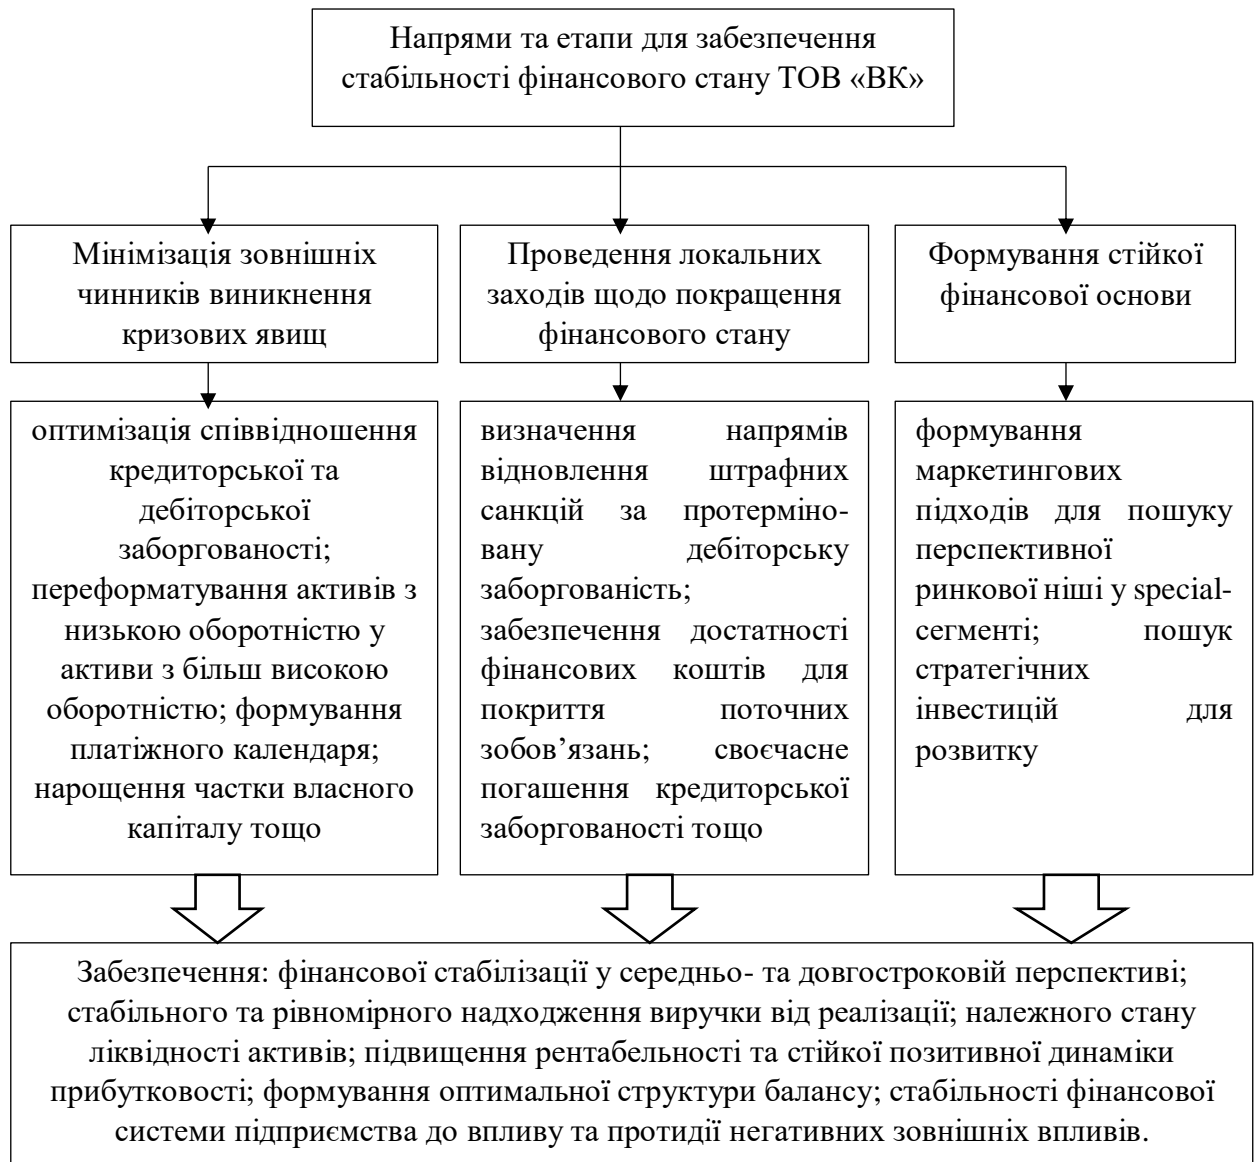 Напрями та етапи для забезпечення
стабільності фінансового стану ТОВ «ВК»
Мінімізація зовнішніх
чинників виникнення
кризових явищ
Проведення локальних
заходів щодо покращення
фінансового стану
Формування стійкої
фінансової основи
оптимізація співвідношення
кредиторської та
дебіторської
заборгованості;
переформатування активів з
низькою оборотністю у
активи з більш високою
оборотністю; формування
платіжного календаря;
нарощення частки власного
капіталу тощо
визначення напрямів
відновлення штрафних
санкцій за протерміно-
вану дебіторську
заборгованість;
забезпечення достатності
фінансових коштів для
покриття поточних
зобов’язань; своєчасне
погашення кредиторської
заборгованості тощо
формування
маркетингових
підходів для пошуку
перспективної
ринкової ніші у special-
сегменті; пошук
стратегічних
інвестицій для
розвитку
Забезпечення: фінансової стабілізації у середньо- та довгостроковій перспективі;
стабільного та рівномірного надходження виручки від реалізації; належного стану
ліквідності активів; підвищення рентабельності та стійкої позитивної динаміки
прибутковості; формування оптимальної структури балансу; стабільності фінансової
системи підприємства до впливу та протидії негативних зовнішніх впливів.